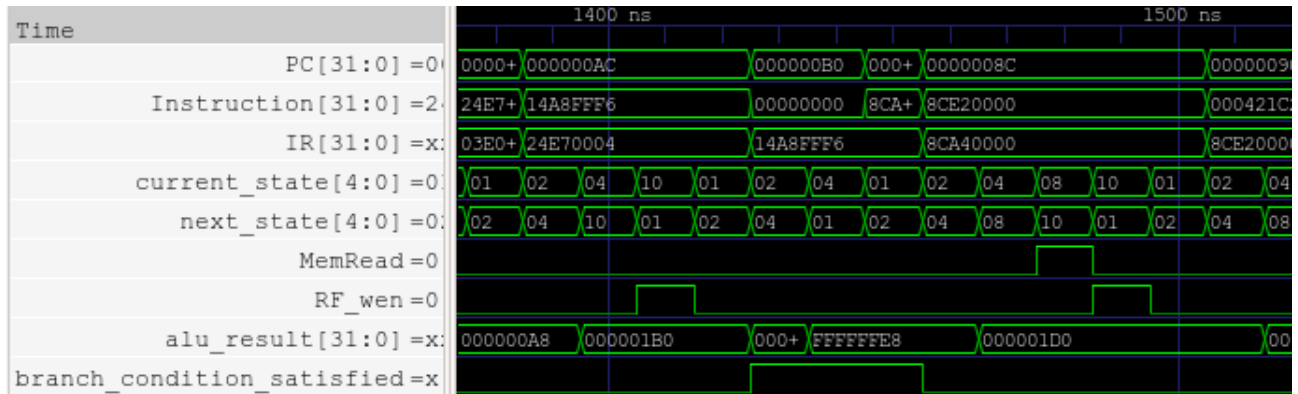 1400 ns 1500 ns
Time
PC[31:0] =0 0000+ 000000AC 000000B0 000+ 0000008C 0000009
Instruction[31:0] =2 24E7+ 14A8FFF6 00000000 8CA+ 8CE20000 000421C2
IR[31:0] =x 03E0+ 24E70004 14A8FFF6 8CA40000 8CE20000
current_state[4:0] =0 01 02 04 10 01 02 04 01 02 04 08 10 01 02 04
next_state[4:0] =0 02 04 10 01 02 04 01 02 04 08 10 01 02 04 08
MemRead =0
RF_wen =0
alu_result[31:0] =x 000000A8 000001B0 000+ FFFFFFE8 000001D0 00
branch_condition_satisfied =x